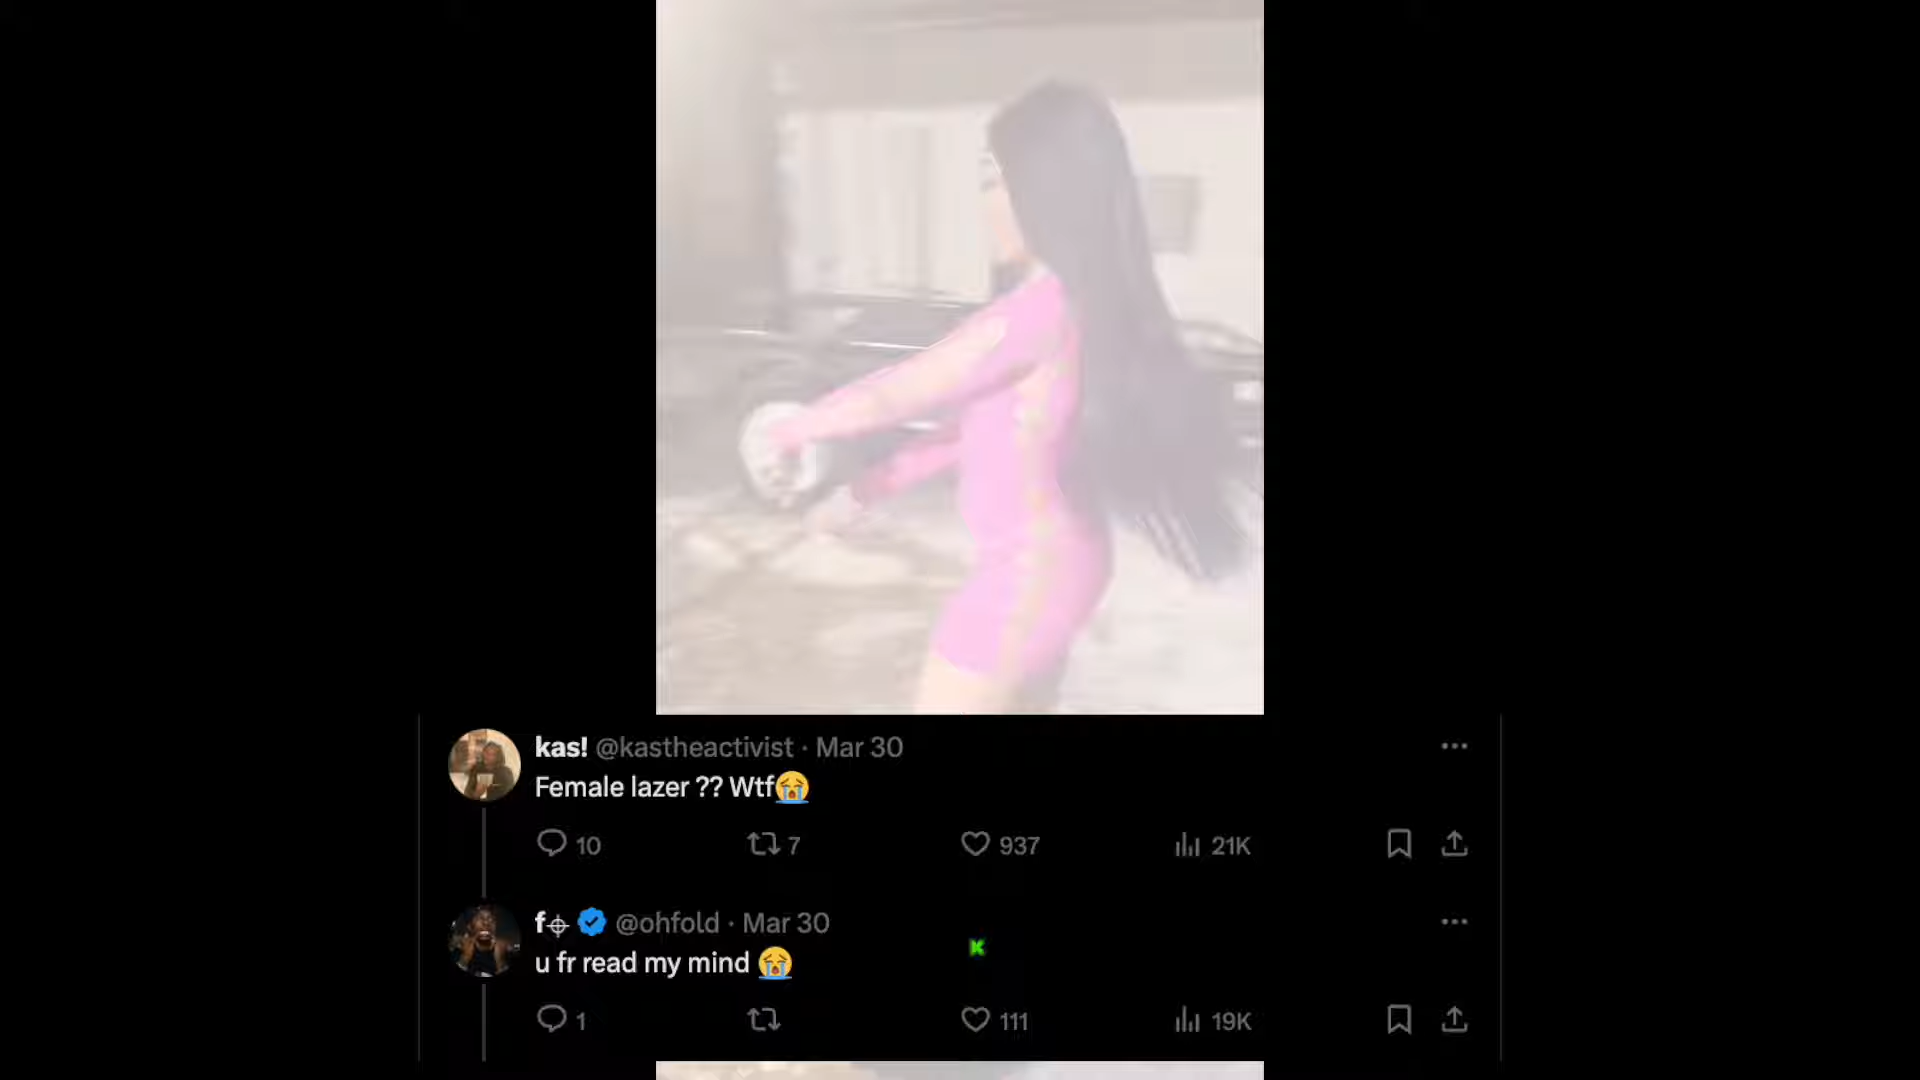 kas! @kastheactivist · Mar 30
Female lazer ?? Wtf😭
10 7 937 21K
f⌖ @ohfold · Mar 30
u fr read my mind 😭
K
1 111 19K